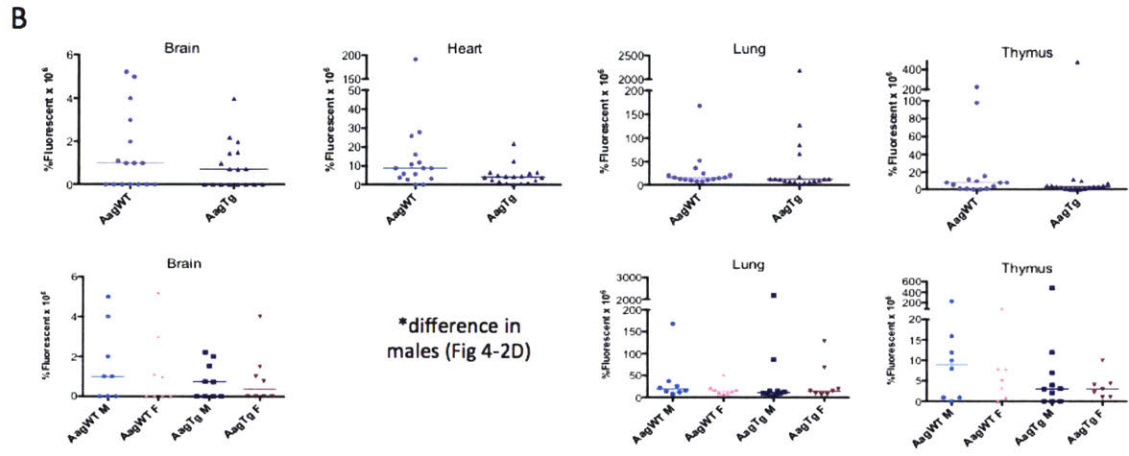 B
Brain
%Fluorescent x 10⁶
6
4
2
0
AagWT
AagTg
Heart
%Fluorescent x 10⁶
200
150
100
50
40
30
20
10
0
AagWT
AagTg
Lung
%Fluorescent x 10⁶
2500
2000
200
150
100
50
0
AagWT
AagTg
Thymus
%Fluorescent x 10⁶
400
200
100
80
60
40
20
0
AagWT
AagTg
Brain
%Fluorescent x 10⁶
6
4
2
0
AagWT M
AagWT F
AagTg M
AagTg F
*difference in
males (Fig 4-2D)
Lung
%Fluorescent x 10⁶
3000
2000
200
150
100
50
0
AagWT M
AagWT F
AagTg M
AagTg F
Thymus
%Fluorescent x 10⁶
600
400
200
20
15
10
5
0
AagWT M
AagWT F
AagTg M
AagTg F